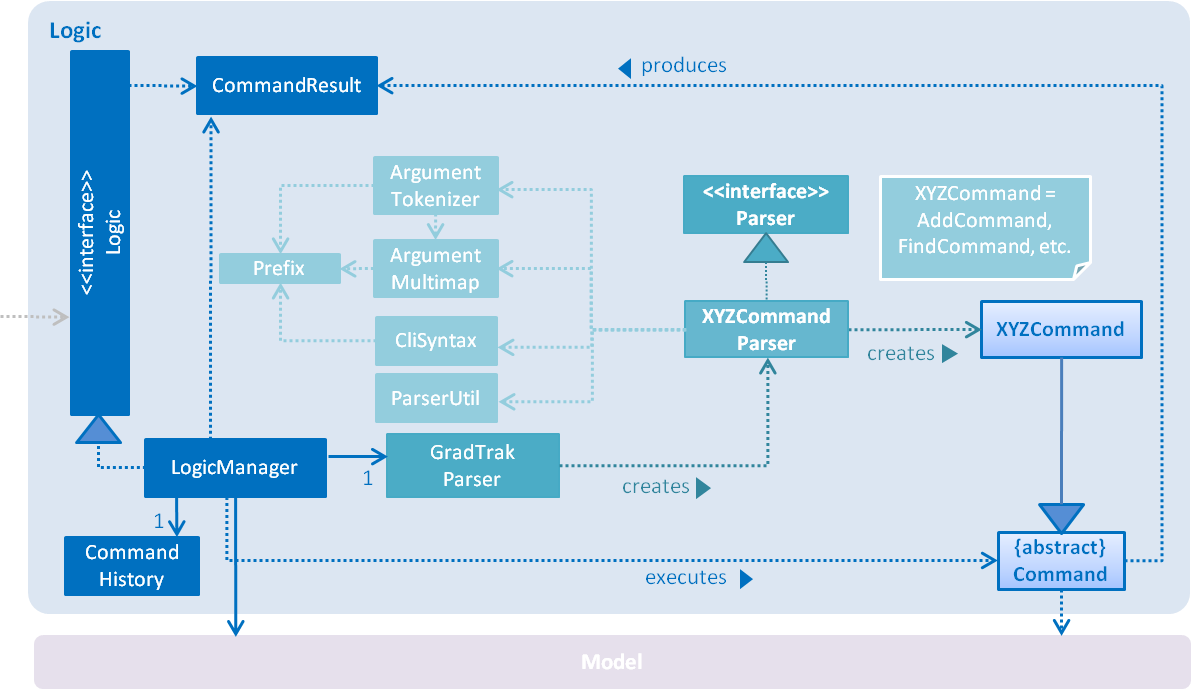 Logic
<<interface>>
Logic
CommandResult
produces
Argument
Tokenizer
<<interface>>
Parser
XYZCommand =
AddCommand,
FindCommand, etc.
Prefix
Argument
Multimap
CliSyntax
XYZCommand
Parser
XYZCommand
creates
ParserUtil
LogicManager
1
GradTrak
Parser
creates
1
Command
History
executes
{abstract}
Command
Model